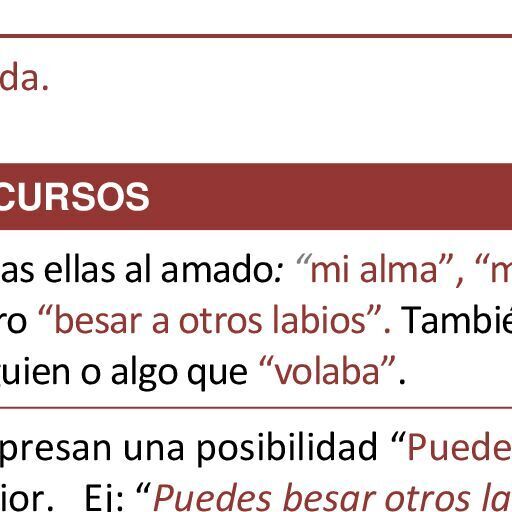 da.
CURSOS
as ellas al amado: “mi alma”, “m
ro “besar a otros labios”. Tambié
uien o algo que “volaba”.
presan una posibilidad “Puede
ior. Ej: “Puedes besar otros la